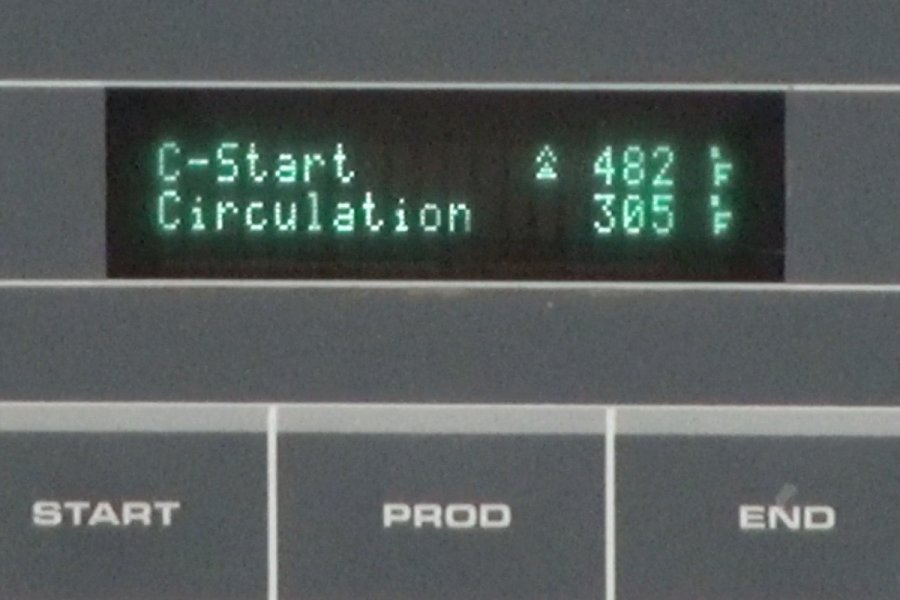 C-Start 482 °F
Circulation 305 °F
START PROD END